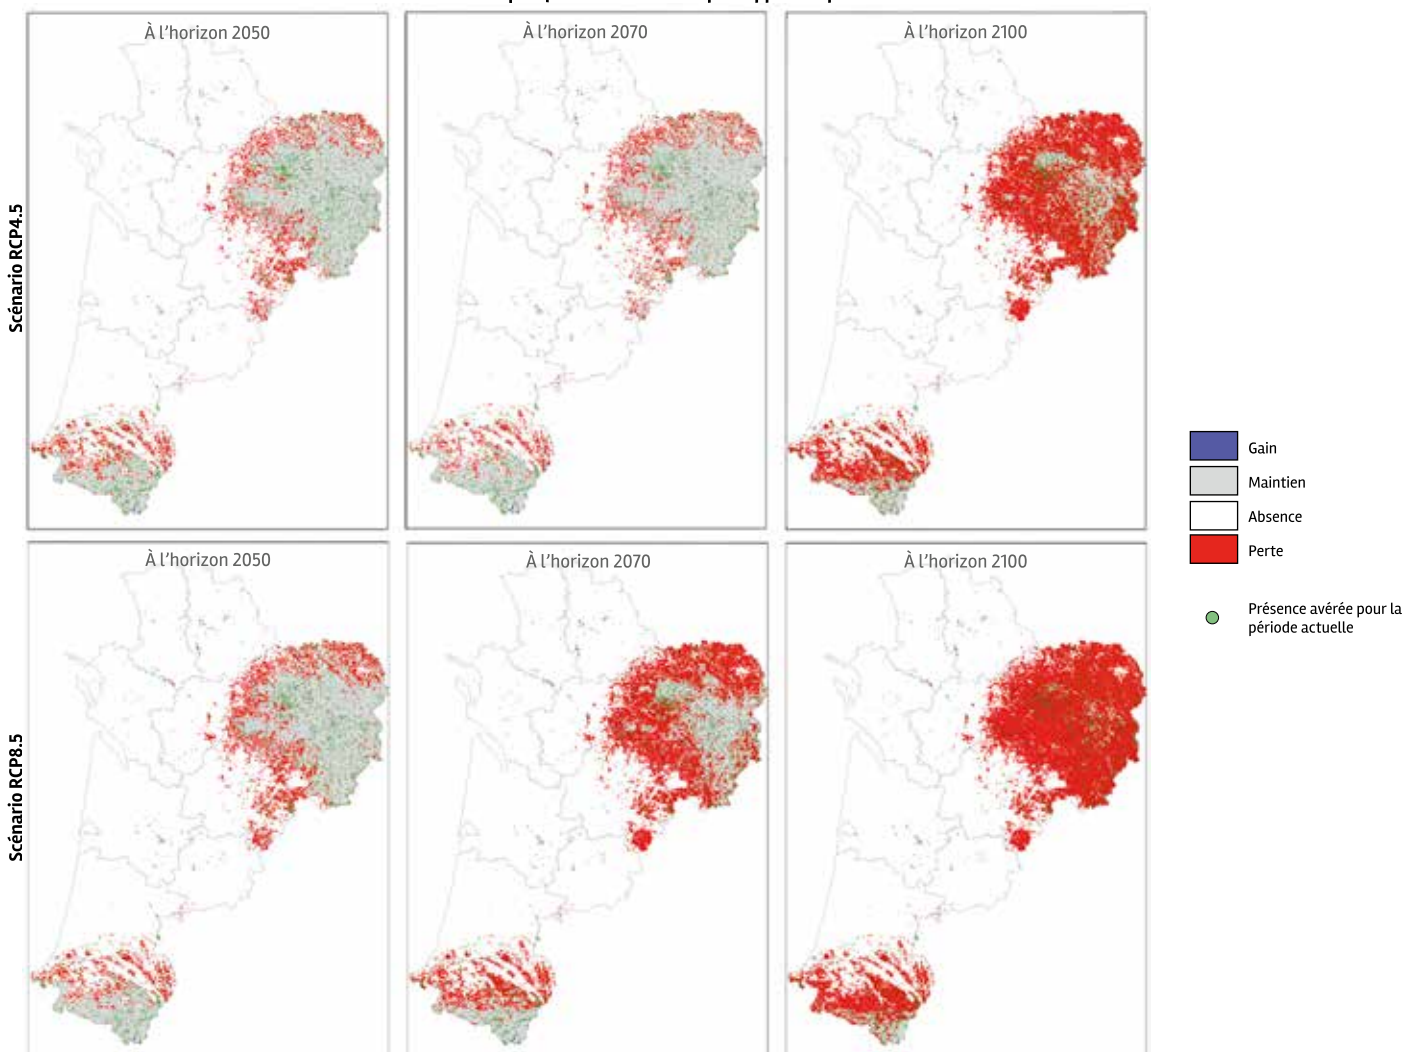 À l'horizon 2050
À l'horizon 2070
À l'horizon 2100
Scénario RCP4.5
Gain
Maintien
Absence
Perte
Présence avérée pour la
période actuelle
À l'horizon 2050
À l'horizon 2070
À l'horizon 2100
Scénario RCP8.5